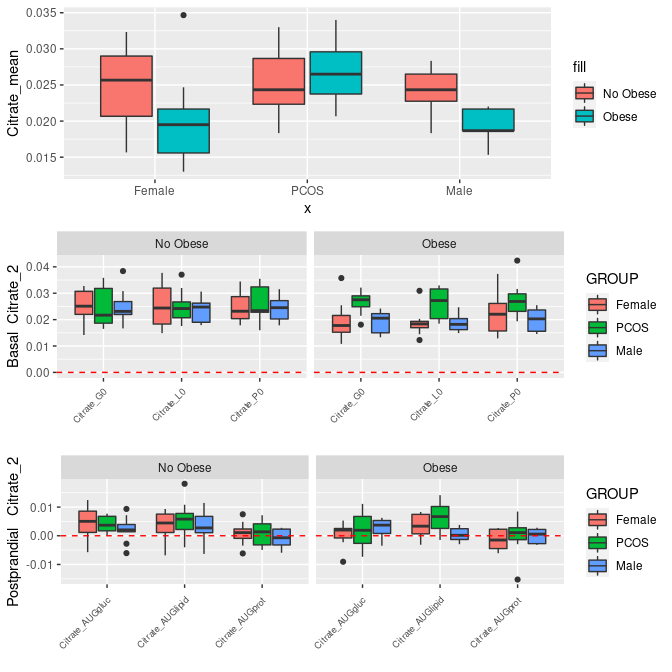 Citrate_mean
0.035
0.030
0.025
0.020
0.015
Female
PCOS
Male
x
fill
No Obese
Obese
Basal Citrate_2
No Obese
Obese
0.04
0.03
0.02
0.01
0.00
Citrate_G0
Citrate_L0
Citrate_P0
Citrate_G0
Citrate_L0
Citrate_P0
GROUP
Female
PCOS
Male
Postprandial Citrate_2
No Obese
Obese
0.01
0.00
-0.01
Citrate_AUGgluc
Citrate_AUGlipid
Citrate_AUGprot
Citrate_AUGgluc
Citrate_AUGlipid
Citrate_AUGprot
GROUP
Female
PCOS
Male